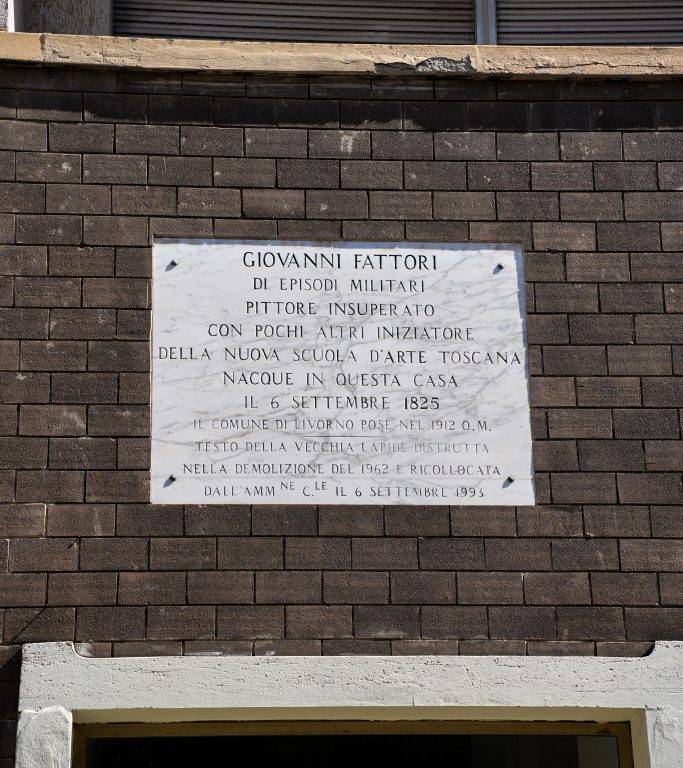 GIOVANNI FATTORI
DI EPISODI MILITARI
PITTORE INSUPERATO
CON POCHI ALTRI INIZIATORE
DELLA NUOVA SCUOLA D'ARTE TOSCANA
NACQUE IN QUESTA CASA
IL 6 SETTEMBRE 1825
IL COMUNE DI LIVORNO POSE NEL 1912 Q.M.
TESTO DELLA VECCHIA LAPIDE DISTRUTTA
NELLA DEMOLIZIONE DEL 1962 E RICOLLOCATA
DALL'AMM NE C.LE IL 6 SETTEMBRE 1993